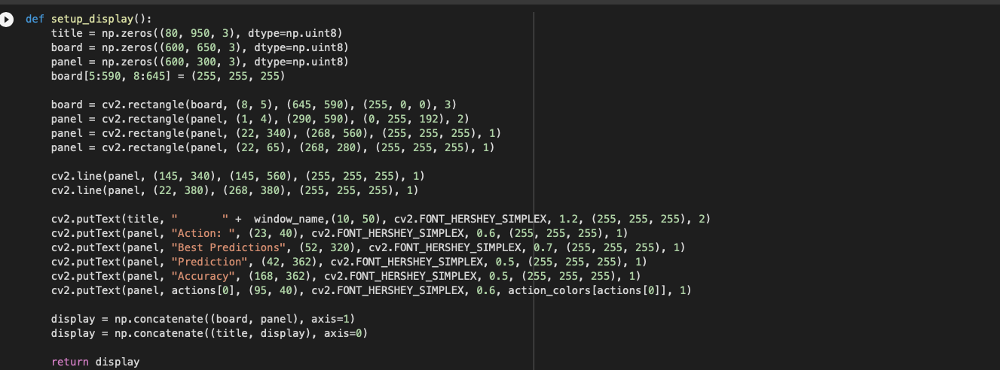 def setup_display():
    title = np.zeros((80, 950, 3), dtype=np.uint8)
    board = np.zeros((600, 650, 3), dtype=np.uint8)
    panel = np.zeros((600, 300, 3), dtype=np.uint8)
    board[5:590, 8:645] = (255, 255, 255)

    board = cv2.rectangle(board, (8, 5), (645, 590), (255, 0, 0), 3)
    panel = cv2.rectangle(panel, (1, 4), (290, 590), (0, 255, 192), 2)
    panel = cv2.rectangle(panel, (22, 340), (268, 560), (255, 255, 255), 1)
    panel = cv2.rectangle(panel, (22, 65), (268, 280), (255, 255, 255), 1)

    cv2.line(panel, (145, 340), (145, 560), (255, 255, 255), 1)
    cv2.line(panel, (22, 380), (268, 380), (255, 255, 255), 1)

    cv2.putText(title, "       " +  window_name,(10, 50), cv2.FONT_HERSHEY_SIMPLEX, 1.2, (255, 255, 255), 2)
    cv2.putText(panel, "Action: ", (23, 40), cv2.FONT_HERSHEY_SIMPLEX, 0.6, (255, 255, 255), 1)
    cv2.putText(panel, "Best Predictions", (52, 320), cv2.FONT_HERSHEY_SIMPLEX, 0.7, (255, 255, 255), 1)
    cv2.putText(panel, "Prediction", (42, 362), cv2.FONT_HERSHEY_SIMPLEX, 0.5, (255, 255, 255), 1)
    cv2.putText(panel, "Accuracy", (168, 362), cv2.FONT_HERSHEY_SIMPLEX, 0.5, (255, 255, 255), 1)
    cv2.putText(panel, actions[0], (95, 40), cv2.FONT_HERSHEY_SIMPLEX, 0.6, action_colors[actions[0]], 1)

    display = np.concatenate((board, panel), axis=1)
    display = np.concatenate((title, display), axis=0)

    return display